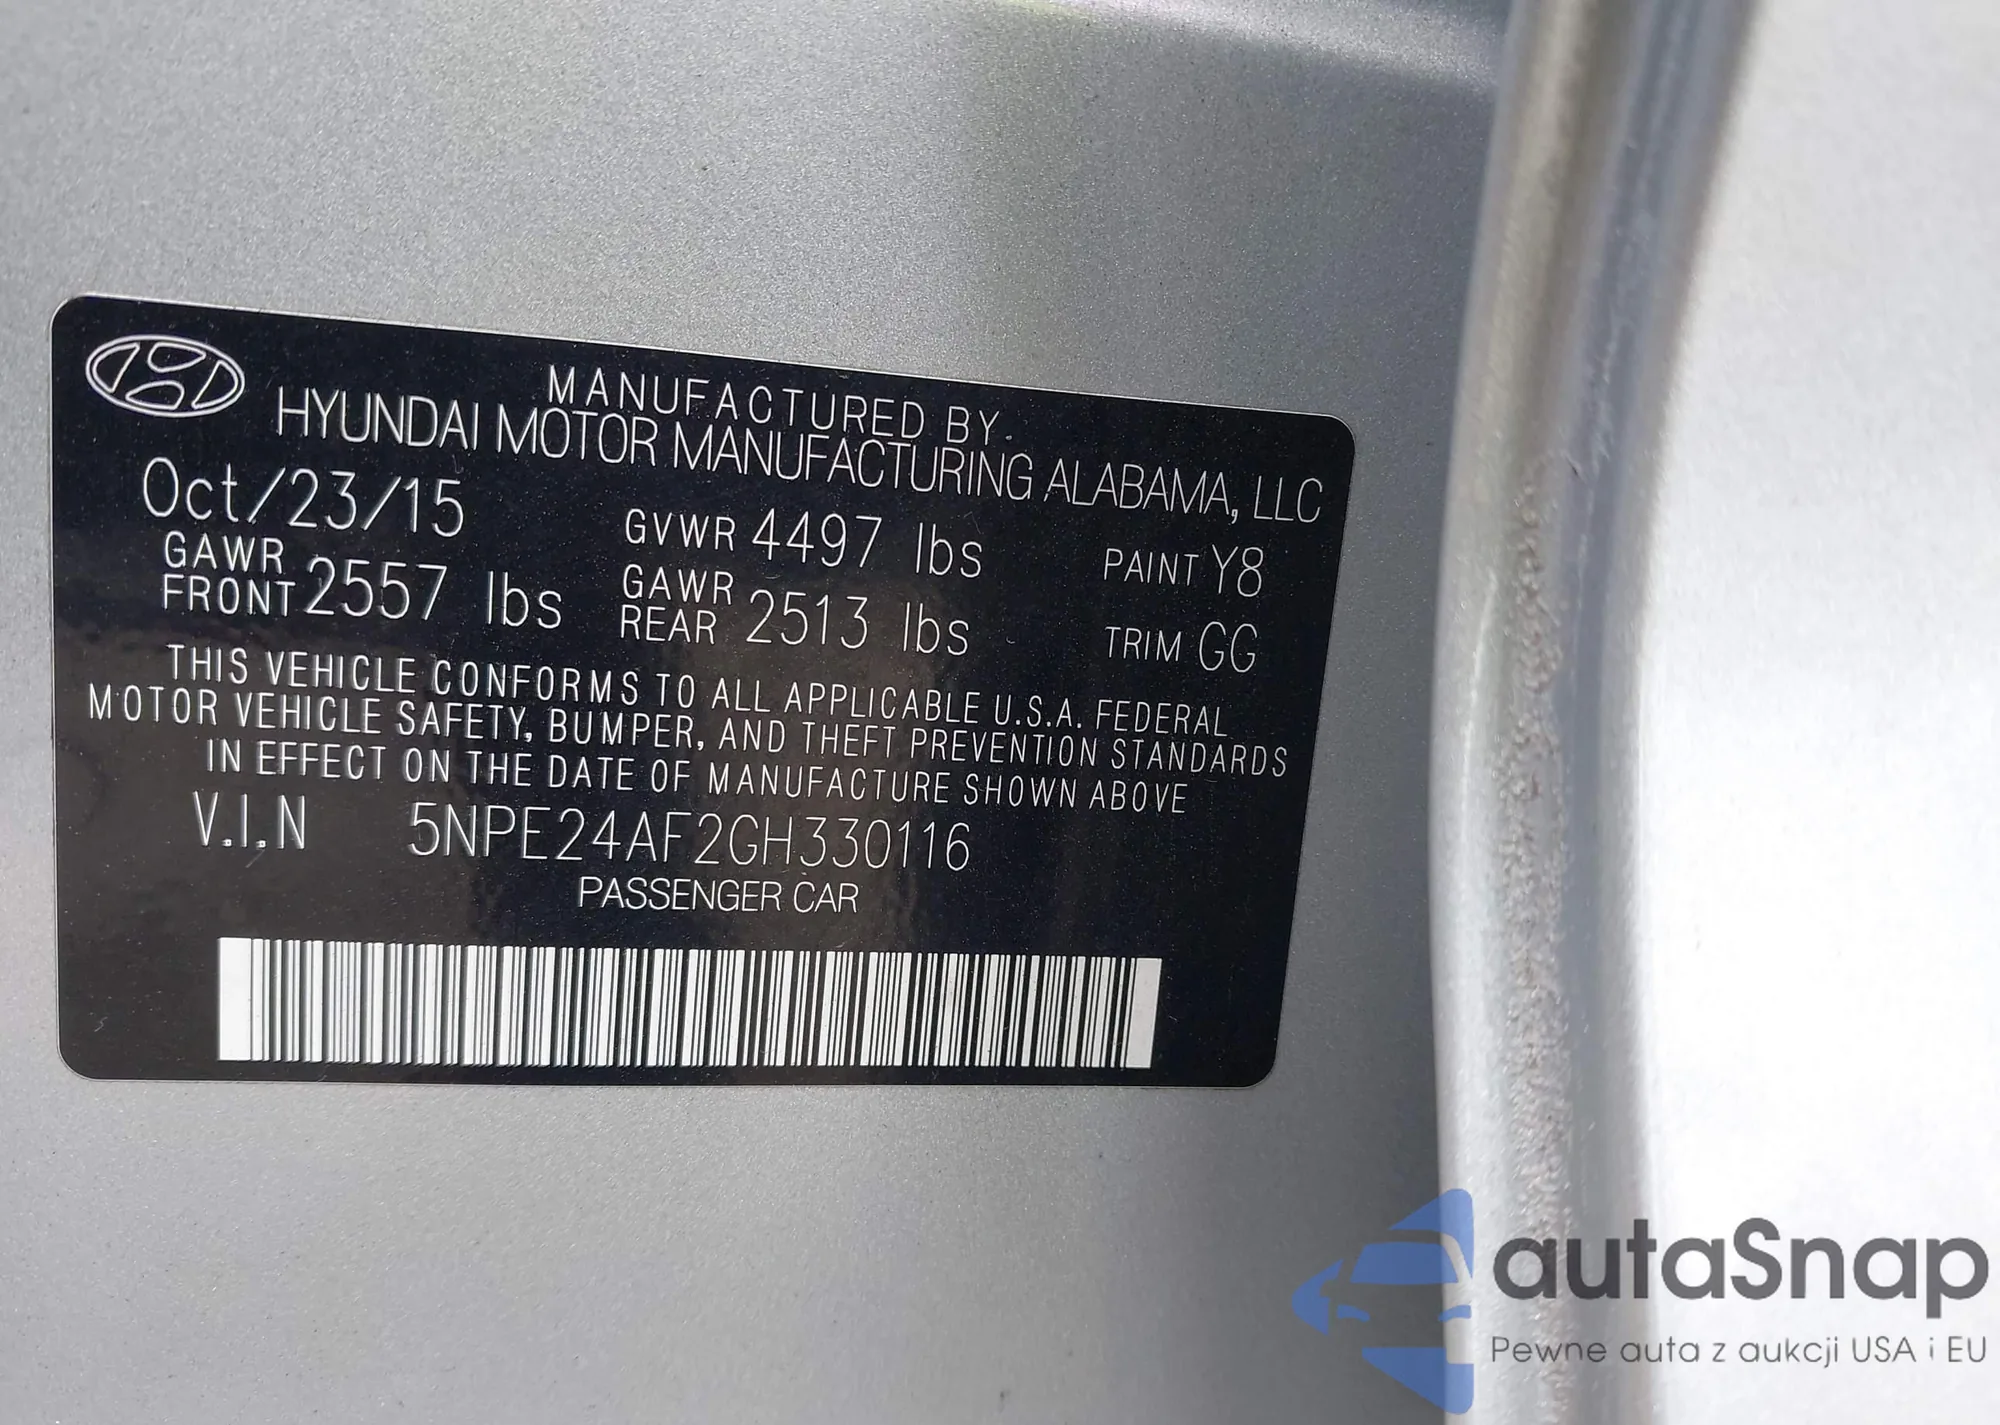 MANUFACTURED BY.
HYUNDAI MOTOR MANUFACTURING ALABAMA, LLC
Oct/23/15 GVWR 4497 lbs PAINT Y8
GAWR FRONT 2557 lbs GAWR REAR 2513 lbs TRIM GG
THIS VEHICLE CONFORMS TO ALL APPLICABLE U.S.A. FEDERAL
MOTOR VEHICLE SAFETY, BUMPER, AND THEFT PREVENTION STANDARDS
IN EFFECT ON THE DATE OF MANUFACTURE SHOWN ABOVE
V.I.N 5NPE24AF2GH330116
PASSENGER CAR
autaSnap
Pewne auta z aukcji USA i EU